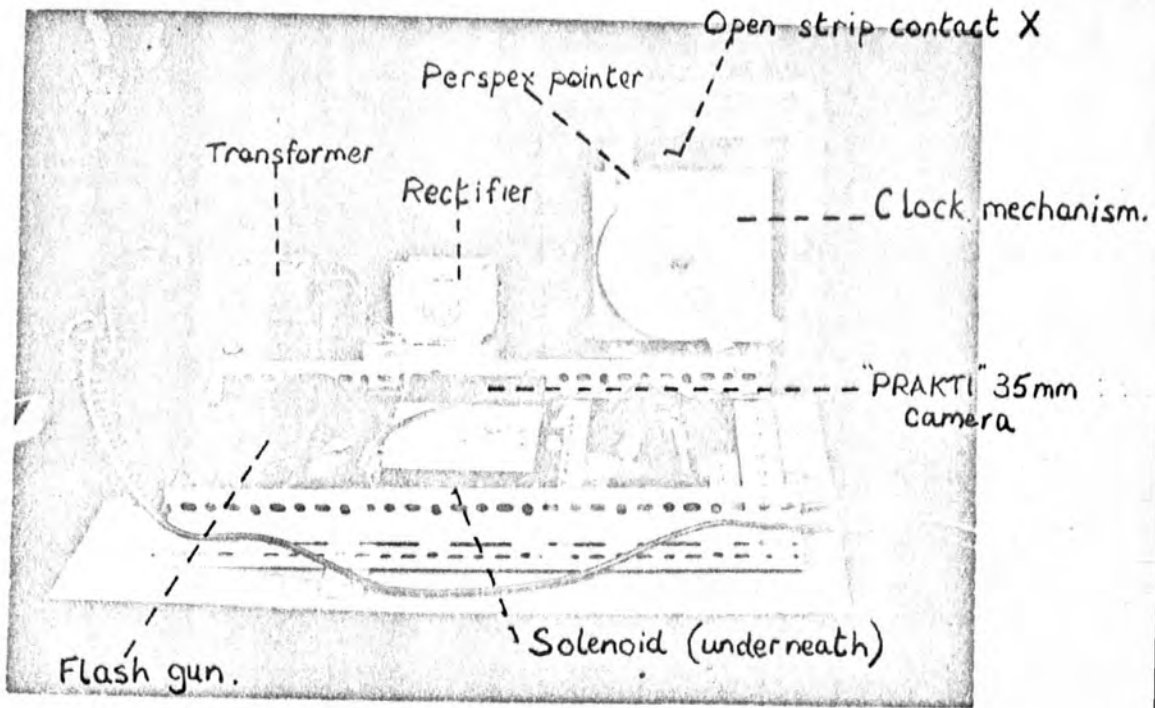 Open strip contact X
Perspex pointer
Transformer
Rectifier
Clock mechanism.
"PRAKTI" 35mm
camera
Solenoid (underneath)
Flash gun.